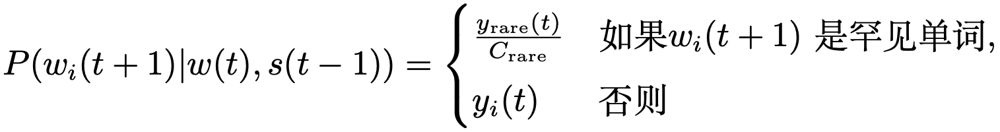 P(w_i(t + 1)|w(t), s(t − 1)) = { y_rare(t) / C_rare 如果w_i(t + 1) 是罕见单词,
y_i(t) 否则